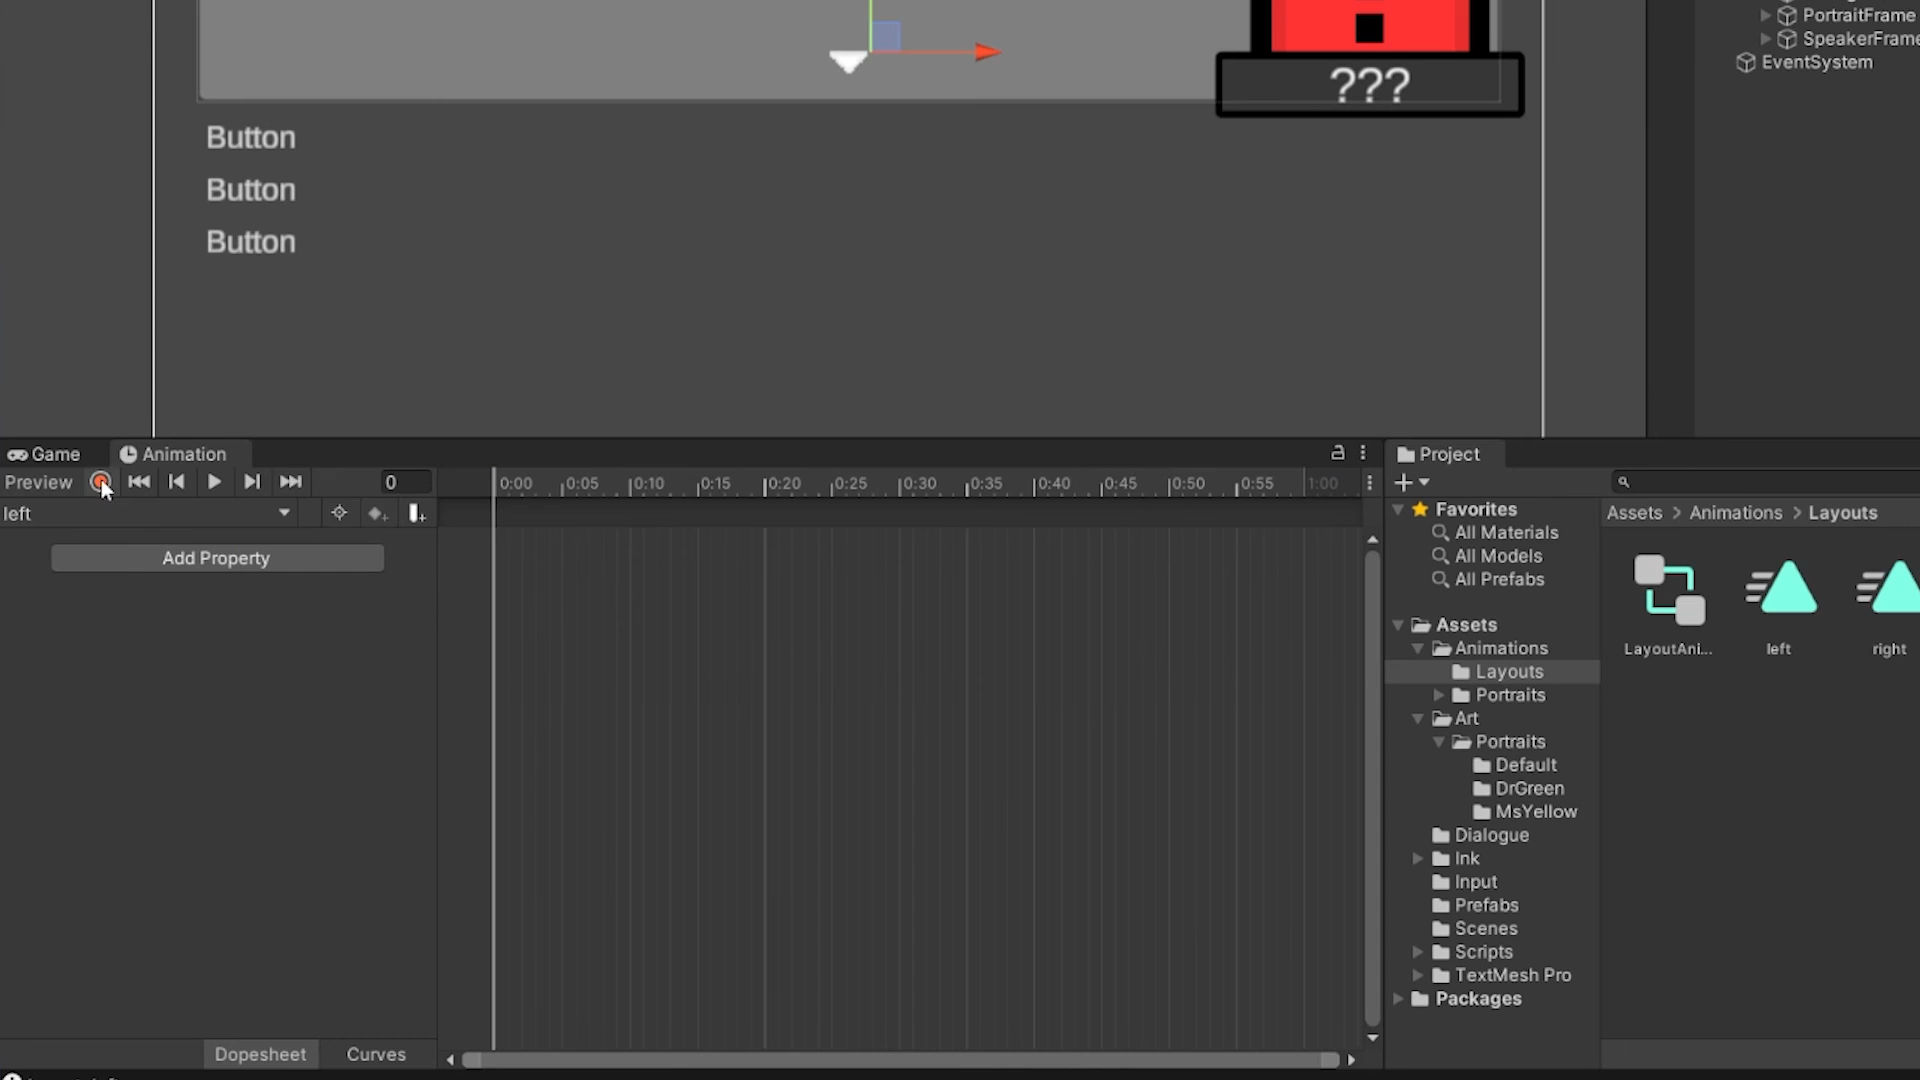 PortraitFrame
SpeakerFrame
EventSystem
???
Button
Button
Button
Game
Animation
Project
Preview
0
0:00
0:05
0:10
0:15
0:20
0:25
0:30
0:35
0:40
0:45
0:50
0:55
1:00
left
Add Property
Favorites
All Materials
All Models
All Prefabs
Assets
Animations
Layouts
Portraits
Art
Portraits
Default
DrGreen
MsYellow
Dialogue
Ink
Input
Prefabs
Scenes
Scripts
TextMesh Pro
Packages
Assets > Animations > Layouts
LayoutAni...
left
right
Dopesheet
Curves